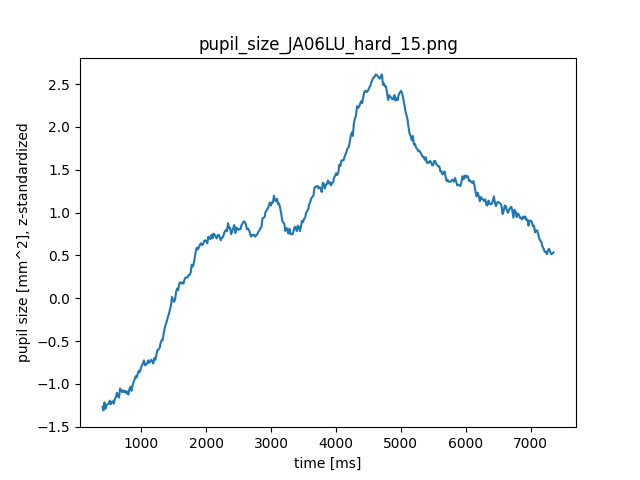 pupil_size_JA06LU_hard_15.png
pupil size [mm^2], z-standardized
2.5
2.0
1.5
1.0
0.5
0.0
−0.5
−1.0
−1.5
1000 2000 3000 4000 5000 6000 7000
time [ms]